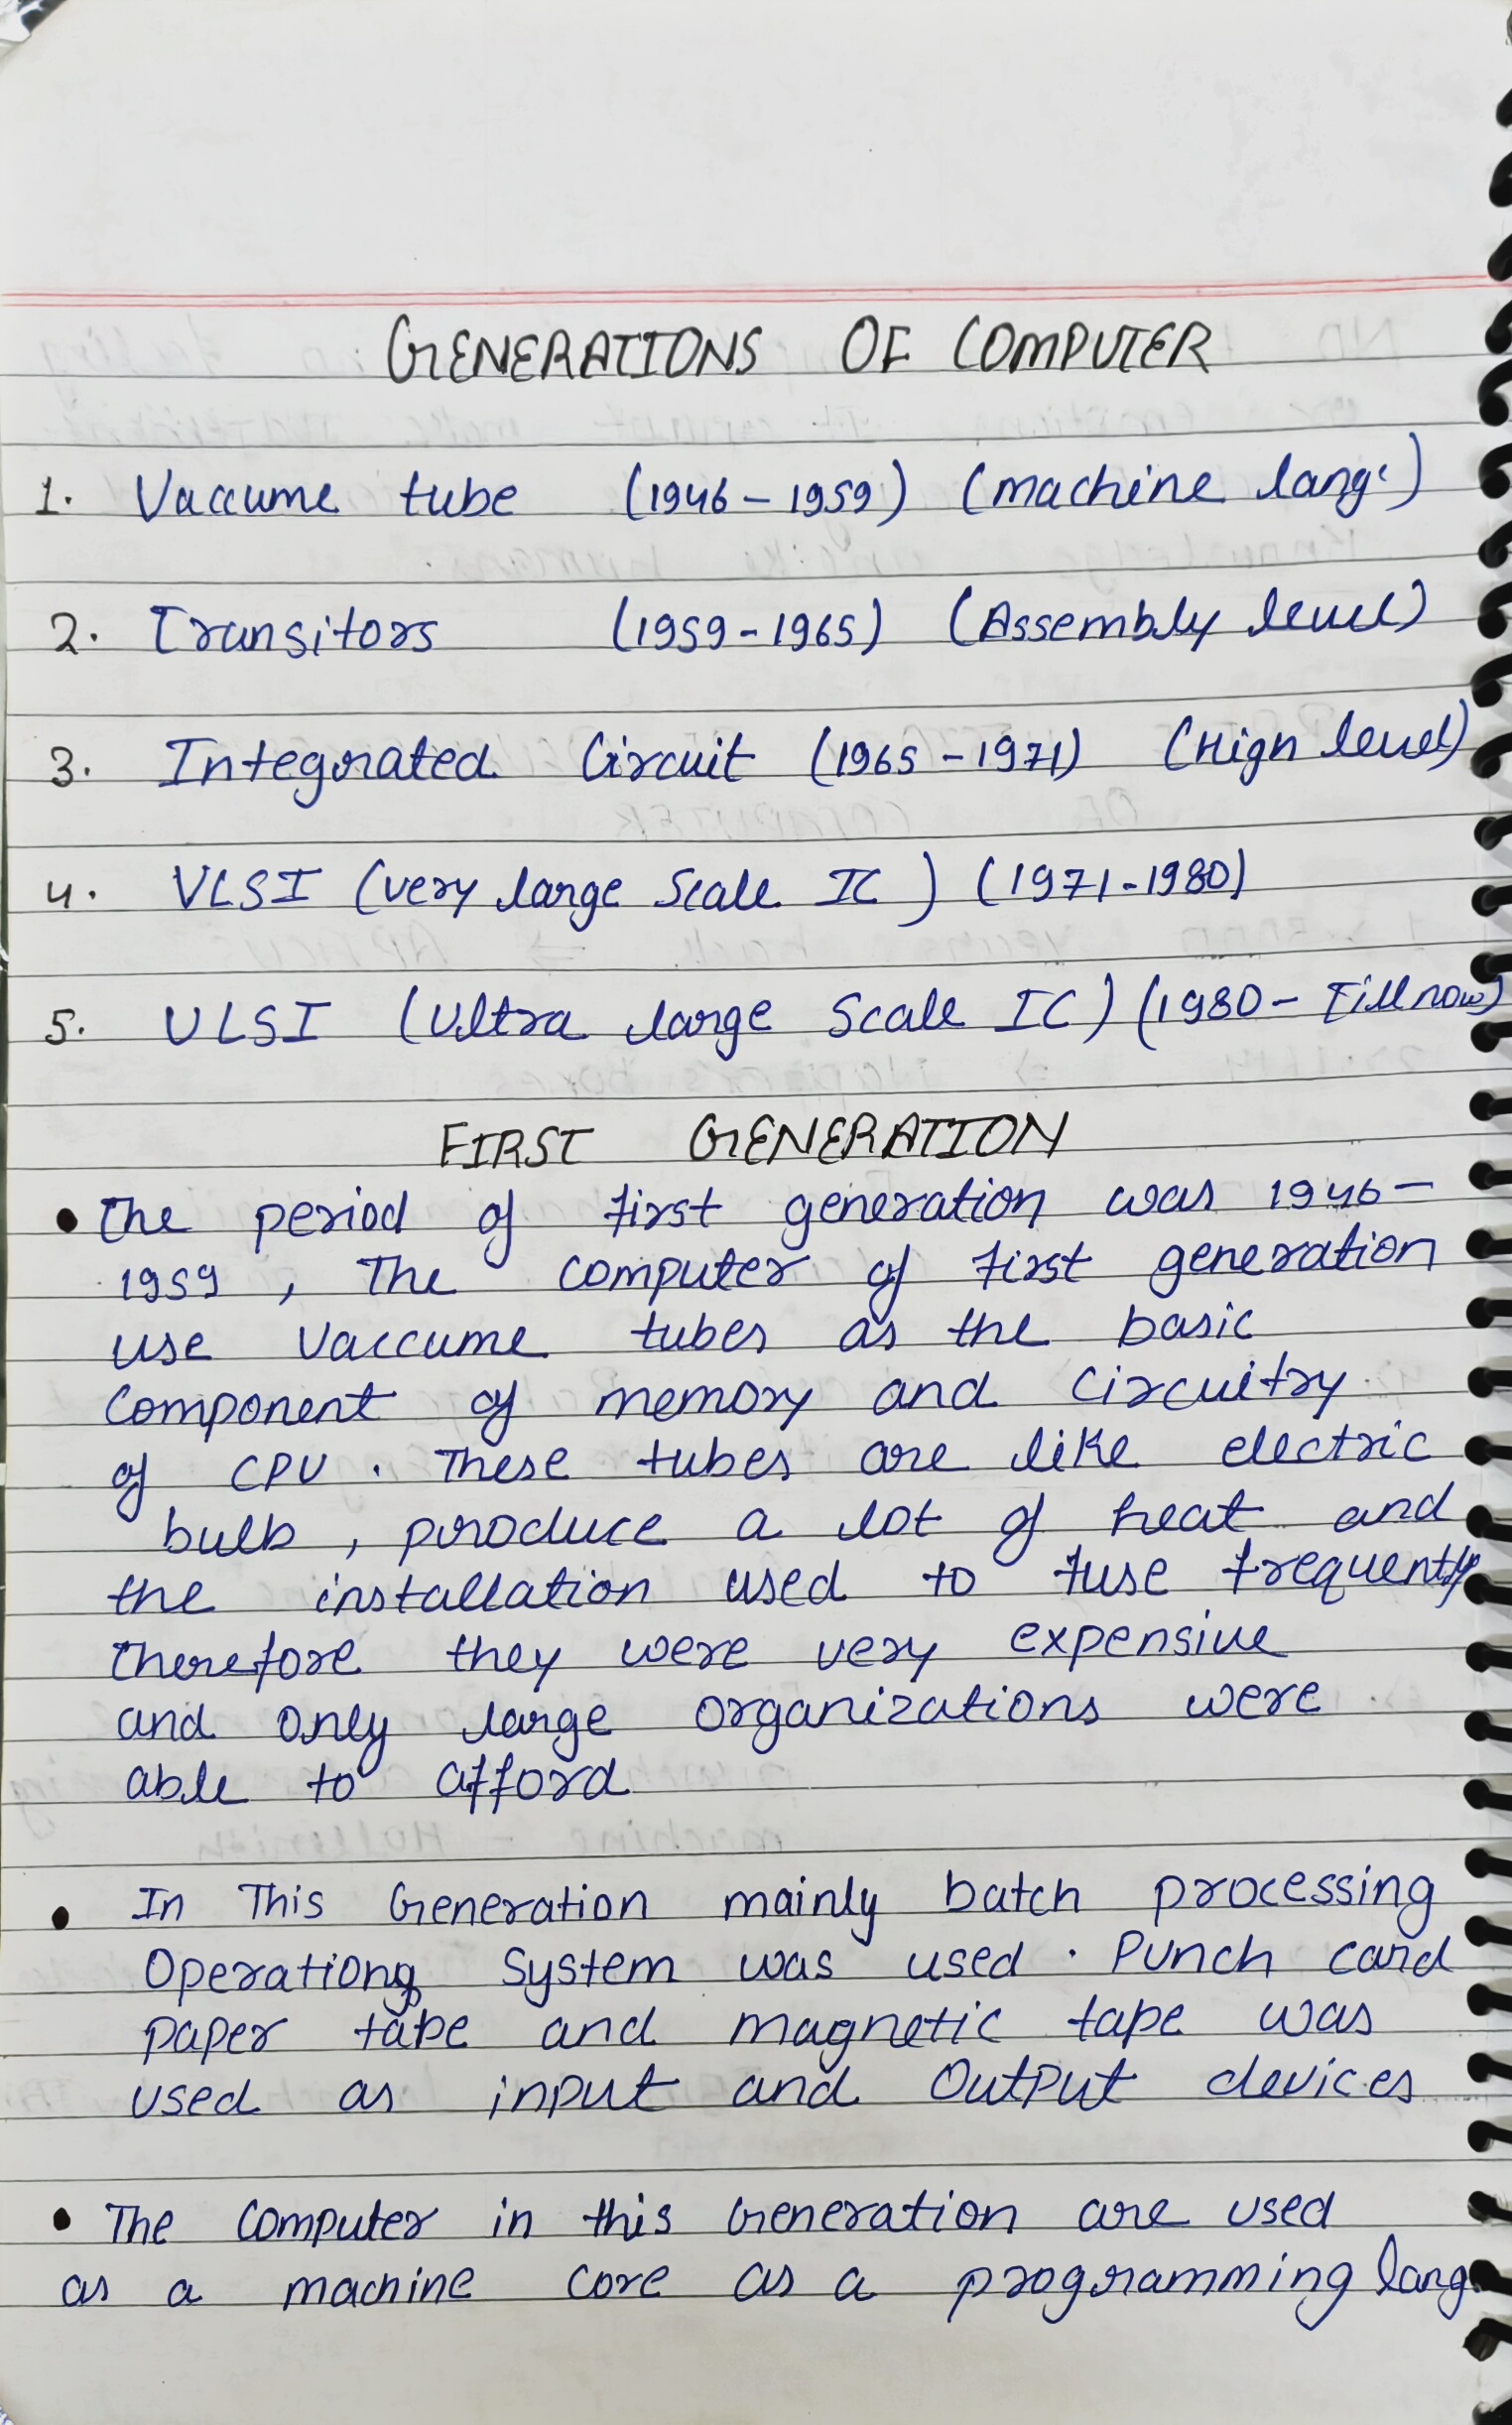 GENERATIONS OF COMPUTER
1. Vaccume tube (1946 - 1959) (machine lang.)
2. Transitors (1959-1965) (Assembly level)
3. Integrated Circuit (1965-1971) (High level)
4. VLSI (very large Scale IC) (1971-1980)
5. ULSI (Ultra large Scale IC) (1980- Till now)
FIRST GENERATION
• The period of first generation was 1946-
1959, The computer of first generation
use vaccume tubes as the basic
component of memory and circuitry
of CPU. These tubes are like electric
bulb, produce a lot of heat and
the installation used to fuse frequently
therefore they were very expensive
and only large organizations were
able to afford
• In This Generation mainly batch processing
Operationg System was used. Punch card
paper tape and magnetic tape was
used as input and Output devices
• The Computer in this Generation are used
as a machine core as a programming lang.